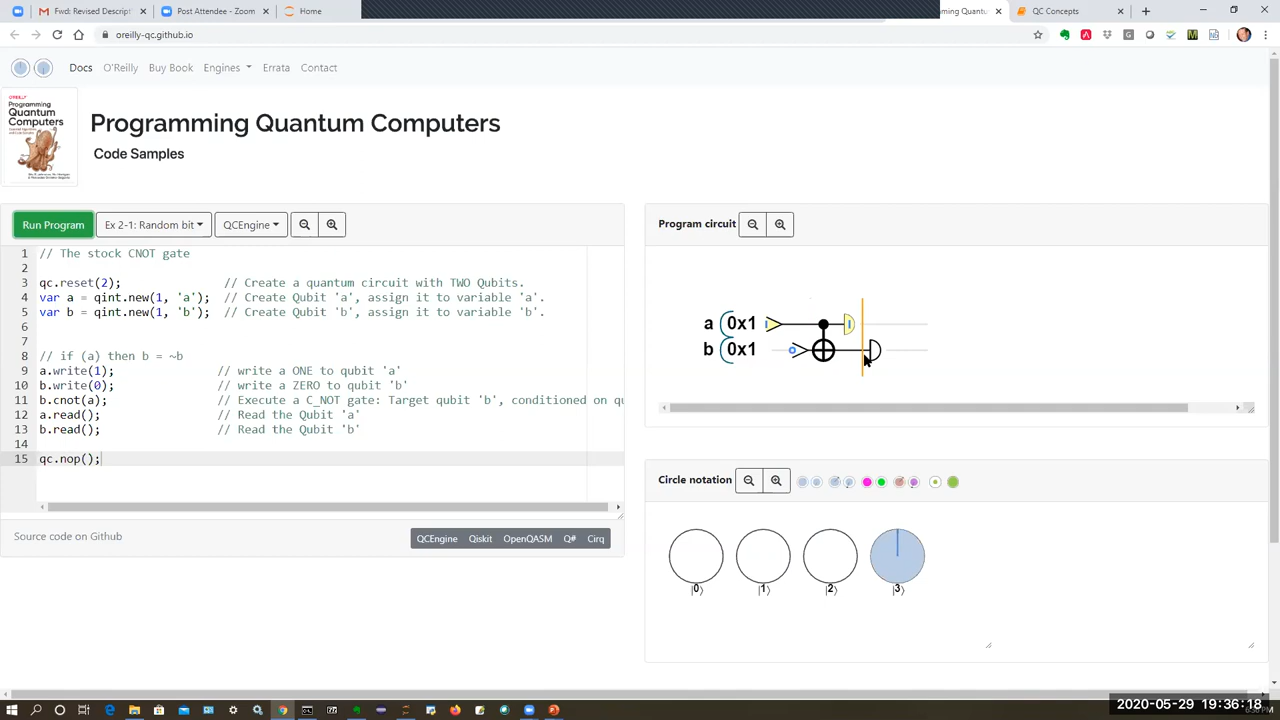 Fwd: Revised Descript
Post Attendee - Zoom
Home
ming Quantu
QC Concepts
oreilly-qc.github.io
Docs
O'Reilly
Buy Book
Engines
Errata
Contact
O'REILLY
Programming
Quantum
Computers
Programming Quantum Computers
Code Samples
Run Program
Ex 2-1: Random bit
QCEngine
Program circuit
1 // The stock CNOT gate
2
3 qc.reset(2); // Create a quantum circuit with TWO Qubits.
4 var a = qint.new(1, 'a'); // Create Qubit 'a', assign it to variable 'a'.
5 var b = qint.new(1, 'b'); // Create Qubit 'b', assign it to variable 'b'.
6
7
8 // if (a) then b = ~b
9 a.write(1); // write a ONE to qubit 'a'
10 b.write(0); // write a ZERO to qubit 'b'
11 b.cnot(a); // Execute a C_NOT gate: Target qubit 'b', conditioned on qu
12 a.read(); // Read the Qubit 'a'
13 b.read(); // Read the Qubit 'b'
14
15 qc.nop();
a 0x1
b 0x1
Source code on Github
QCEngine
Qiskit
OpenQASM
Q#
Cirq
Circle notation
|0⟩ |1⟩ |2⟩ |3⟩
2020-05-29 19:36:18